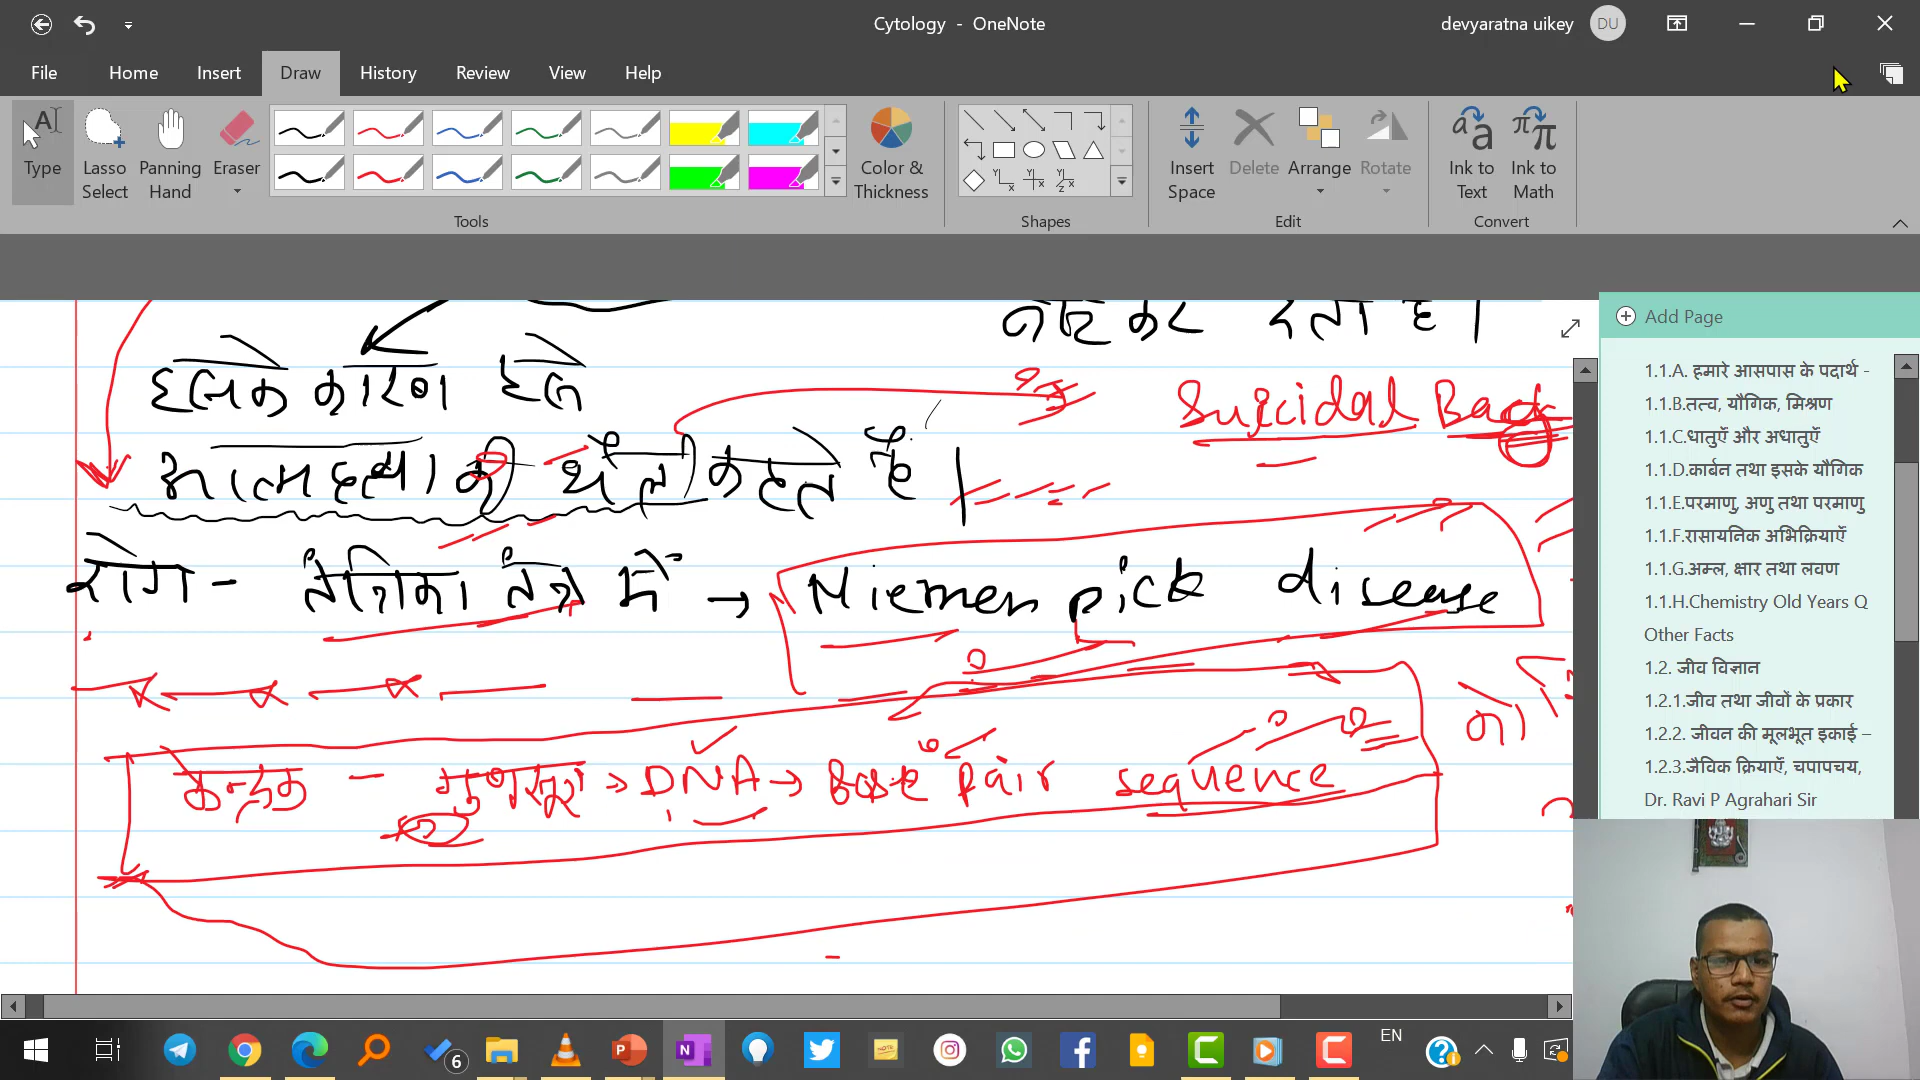 Cytology - OneNote
devyaratna uikey DU
File Home Insert Draw History Review View Help
Type
Lasso Select
Panning Hand
Eraser
Color & Thickness
Insert Space
Delete
Arrange
Rotate
Ink to Text
Ink to Math
Tools
Shapes
Edit
Convert
Add Page
नष्ट कर देता है।
इसके कारण इसे
Suicidal Bag
आत्महत्या की थैली कहते हैं।
रोग - तंत्रिका तंत्र में → Niemen pick disease
केन्द्रक - गुणसूत्र → DNA → Base Pair sequence
1.1.A. हमारे आसपास के पदार्थ -
1.1.B.तत्व, यौगिक, मिश्रण
1.1.C.धातुएँ और अधातुएँ
1.1.D.कार्बन तथा इसके यौगिक
1.1.E.परमाणु, अणु तथा परमाणु
1.1.F.रासायनिक अभिक्रियाएँ
1.1.G.अम्ल, क्षार तथा लवण
1.1.H.Chemistry Old Years Q
Other Facts
1.2. जीव विज्ञान
1.2.1.जीव तथा जीवों के प्रकार
1.2.2. जीवन की मूलभूत इकाई –
1.2.3.जैविक क्रियाएँ, चपापचय,
Dr. Ravi P Agrahari Sir
6
EN